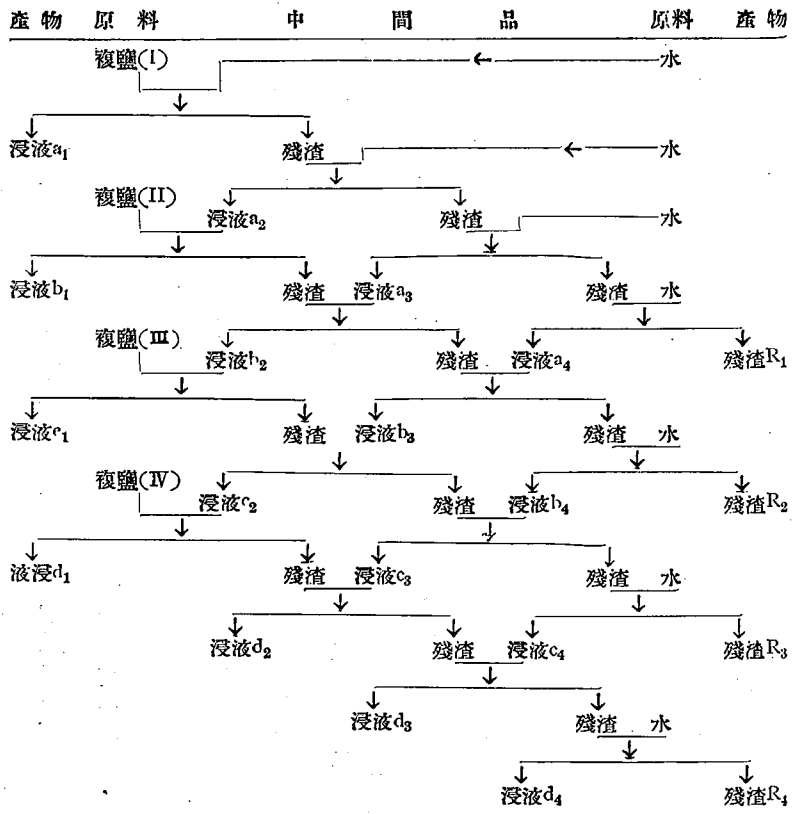 產物 原料 中間品 原料 產物
複鹽(I) 水
浸液a₁ 殘渣 水
複鹽(II) 浸液a₂ 殘渣 水
浸液b₁ 殘渣 浸液a₃ 殘渣 水
複鹽(III) 浸液b₂ 殘渣 浸液a₄ 殘渣R₁
浸液c₁ 殘渣 浸液b₃ 殘渣 水
複鹽(IV) 浸液c₂ 殘渣 浸液b₄ 殘渣R₂
液浸d₁ 殘渣 浸液c₃ 殘渣 水
浸液d₂ 殘渣 浸液c₄ 殘渣R₃
浸液d₃ 殘渣 水
浸液d₄ 殘渣R₄